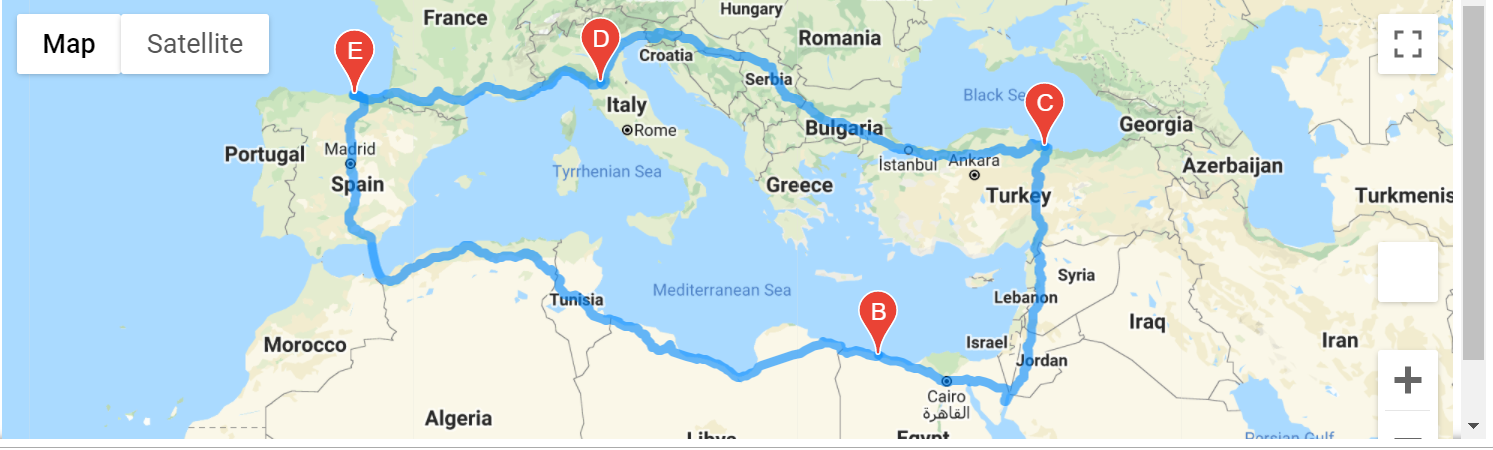 Map
Satellite
France
Hungary
Romania
E
D
Croatia
Serbia
Italy
Rome
Black Se
C
Georgia
Bulgaria
Portugal
Madrid
Spain
Tyrrhenian Sea
Greece
İstanbul
Ankara
Turkey
Azerbaijan
Turkmenis
Mediterranean Sea
Tunisia
B
Syria
Lebanon
Israel
Iraq
Iran
Jordan
Morocco
Algeria
Cairo
القاهرة
Libya
Egypt
Persian Gulf
+